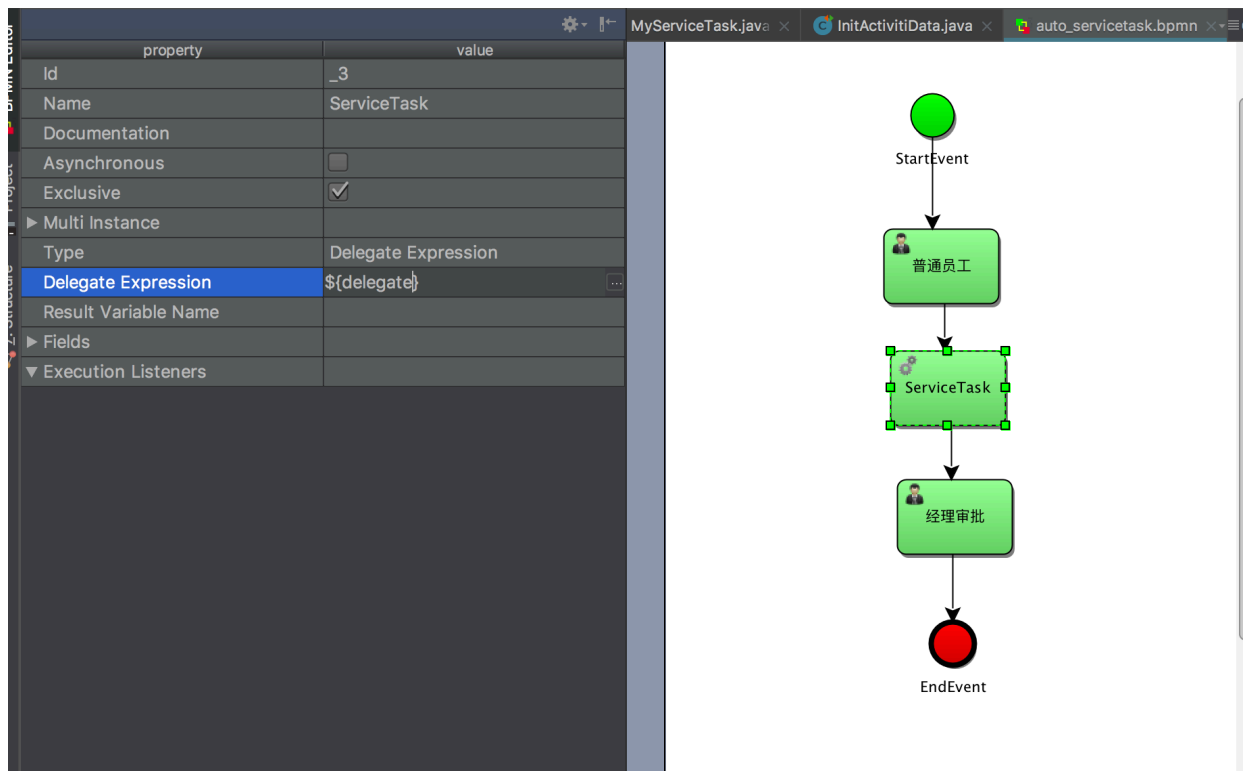 MyServiceTask.java
InitActivitiData.java
auto_servicetask.bpmn
property value
Id _3
Name ServiceTask
Documentation
Asynchronous
Exclusive
Multi Instance
Type Delegate Expression
Delegate Expression ${delegate}
Result Variable Name
Fields
Execution Listeners
StartEvent
普通员工
ServiceTask
经理审批
EndEvent